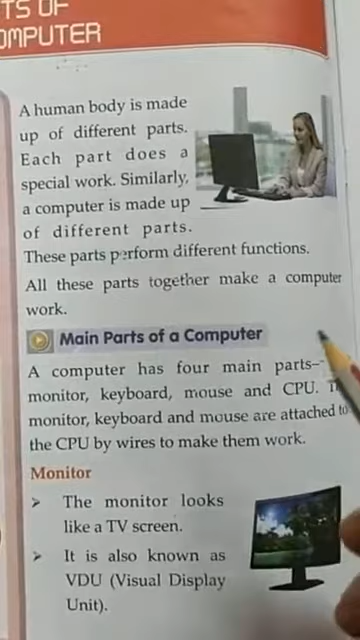 TS OF
OMPUTER
A human body is made
up of different parts.
Each part does a
special work. Similarly,
a computer is made up
of different parts.
These parts perform different functions.
All these parts together make a computer
work.
Main Parts of a Computer
A computer has four main parts–
monitor, keyboard, mouse and CPU.
monitor, keyboard and mouse are attached to
the CPU by wires to make them work.
Monitor
➤ The monitor looks
like a TV screen.
➤ It is also known as
VDU (Visual Display
Unit).